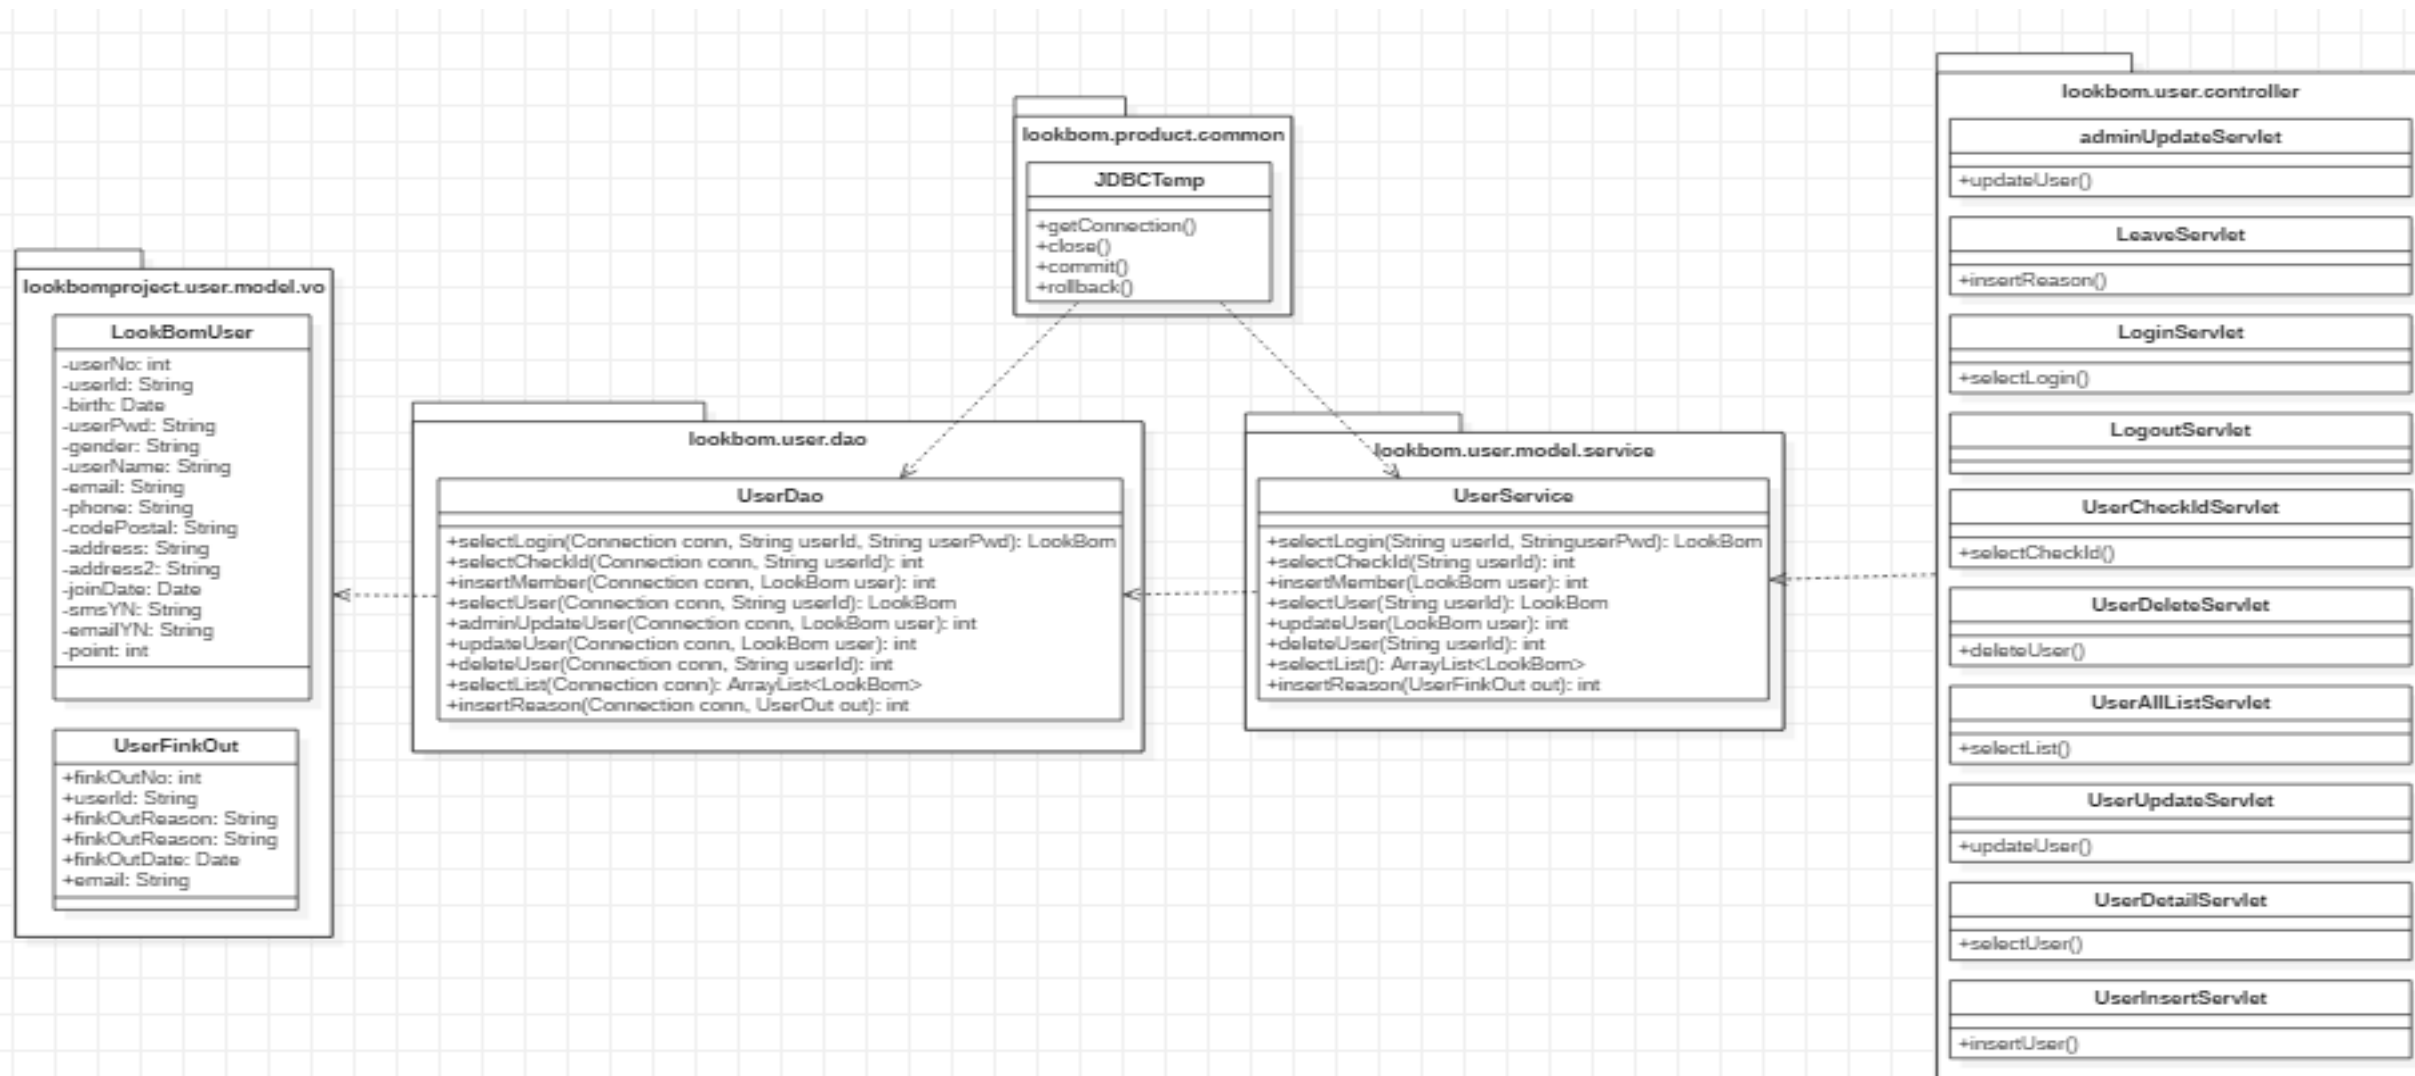 lookbomproject.user.model.vo
LookBomUser
-userNo: int
-userId: String
-birth: Date
-userPwd: String
-gender: String
-userName: String
-email: String
-phone: String
-codePostal: String
-address: String
-address2: String
-joinDate: Date
-smsYN: String
-emailYN: String
-point: int
UserFinkOut
+finkOutNo: int
+userId: String
+finkOutReason: String
+finkOutReason: String
+finkOutDate: Date
+email: String
lookbom.user.dao
UserDao
+selectLogin(Connection conn, String userId, String userPwd): LookBom
+selectCheckId(Connection conn, String userId): int
+insertMember(Connection conn, LookBom user): int
+selectUser(Connection conn, String userId): LookBom
+adminUpdateUser(Connection conn, LookBom user): int
+updateUser(Connection conn, LookBom user): int
+deleteUser(Connection conn, String userId): int
+selectList(Connection conn): ArrayList<LookBom>
+insertReason(Connection conn, UserOut out): int
lookbom.product.common
JDBCTemp
+getConnection()
+close()
+commit()
+rollback()
lookbom.user.model.service
UserService
+selectLogin(String userId, StringuserPwd): LookBom
+selectCheckId(String userId): int
+insertMember(LookBom user): int
+selectUser(String userId): LookBom
+updateUser(LookBom user): int
+deleteUser(String userId): int
+selectList(): ArrayList<LookBom>
+insertReason(UserFinkOut out): int
lookbom.user.controller
adminUpdateServlet
+updateUser()
LeaveServlet
+insertReason()
LoginServlet
+selectLogin()
LogoutServlet
UserCheckIdServlet
+selectCheckId()
UserDeleteServlet
+deleteUser()
UserAllListServlet
+selectList()
UserUpdateServlet
+updateUser()
UserDetailServlet
+selectUser()
UserInsertServlet
+insertUser()